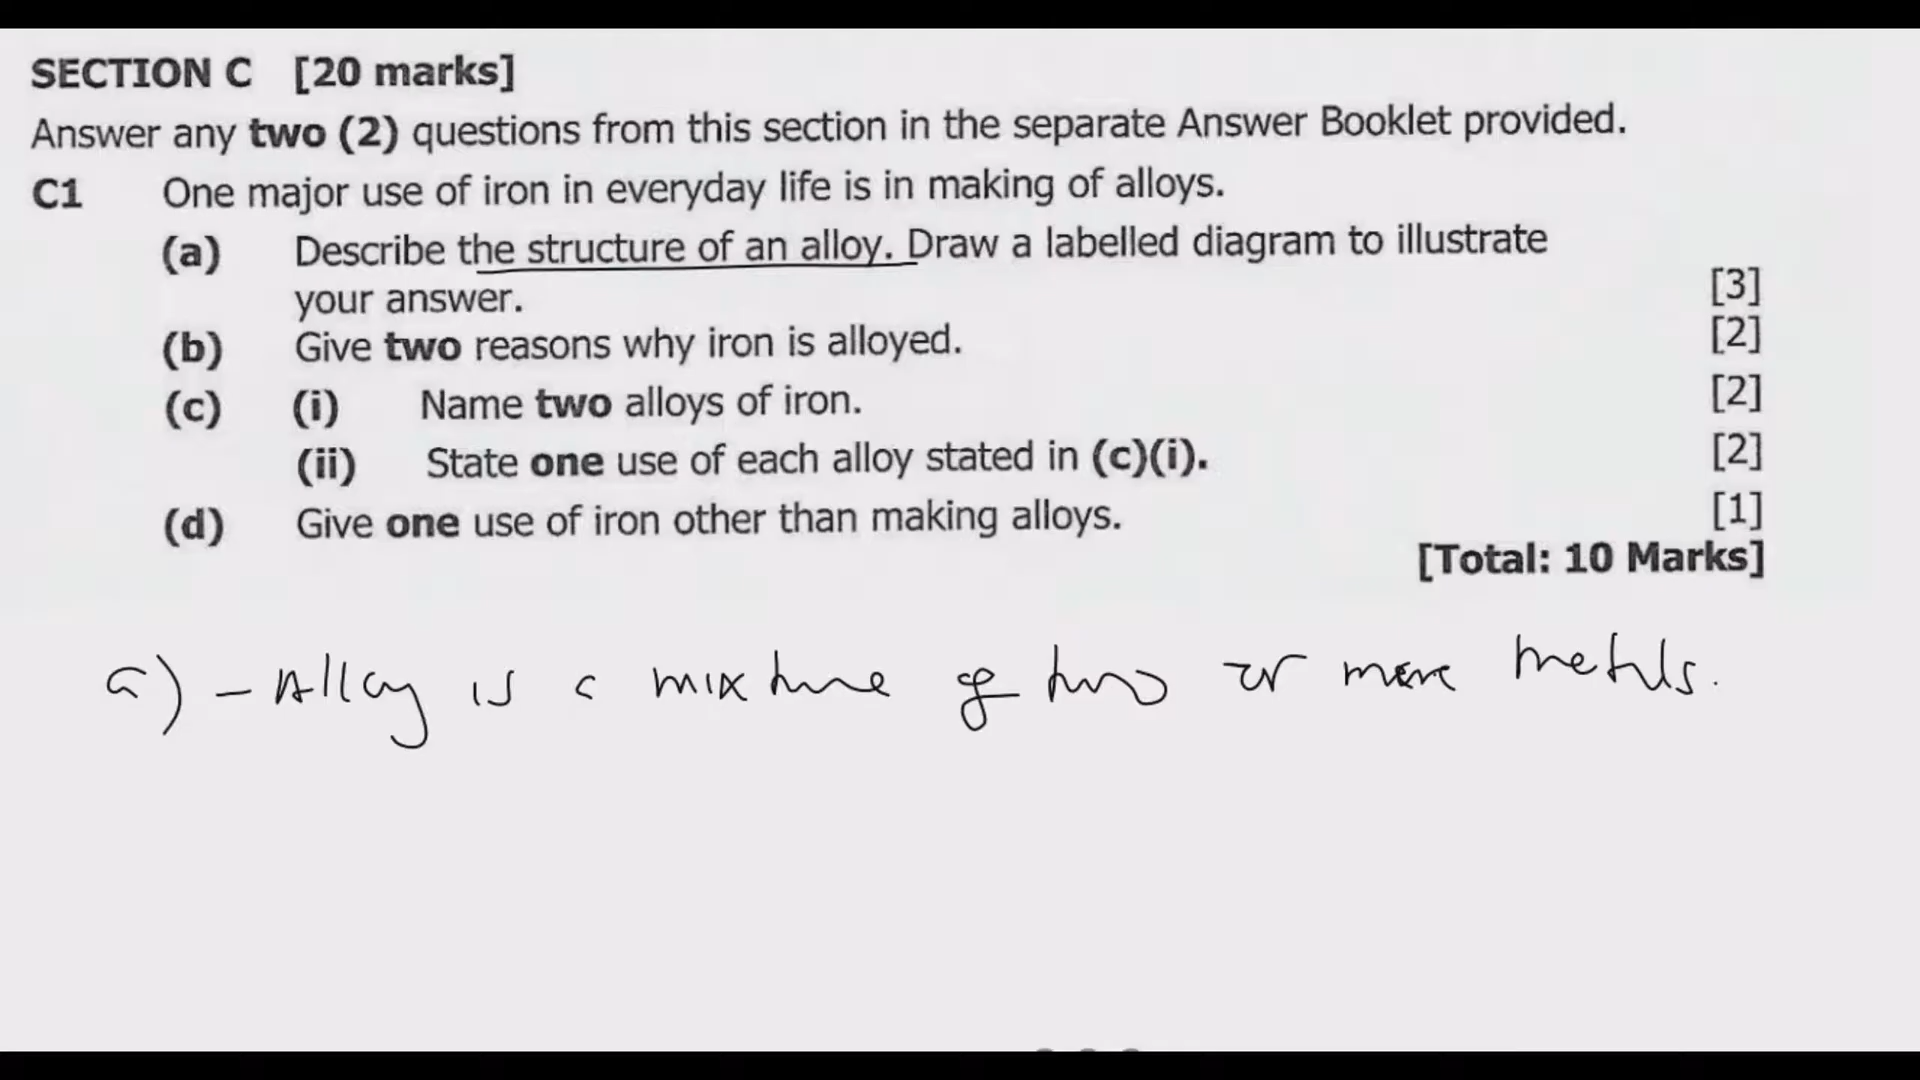 SECTION C [20 marks]
Answer any two (2) questions from this section in the separate Answer Booklet provided.
C1 One major use of iron in everyday life is in making of alloys.
(a) Describe the structure of an alloy. Draw a labelled diagram to illustrate
your answer. [3]
(b) Give two reasons why iron is alloyed. [2]
(c) (i) Name two alloys of iron. [2]
(ii) State one use of each alloy stated in (c)(i). [2]
(d) Give one use of iron other than making alloys. [1]
[Total: 10 Marks]
a) - Alloy is a mixture of two or more metals.